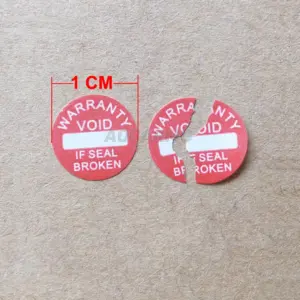 1 CM
WARRANTY
VOID
IF SEAL
BROKEN
WARRANTY
VOID
IF SEAL
BROKEN